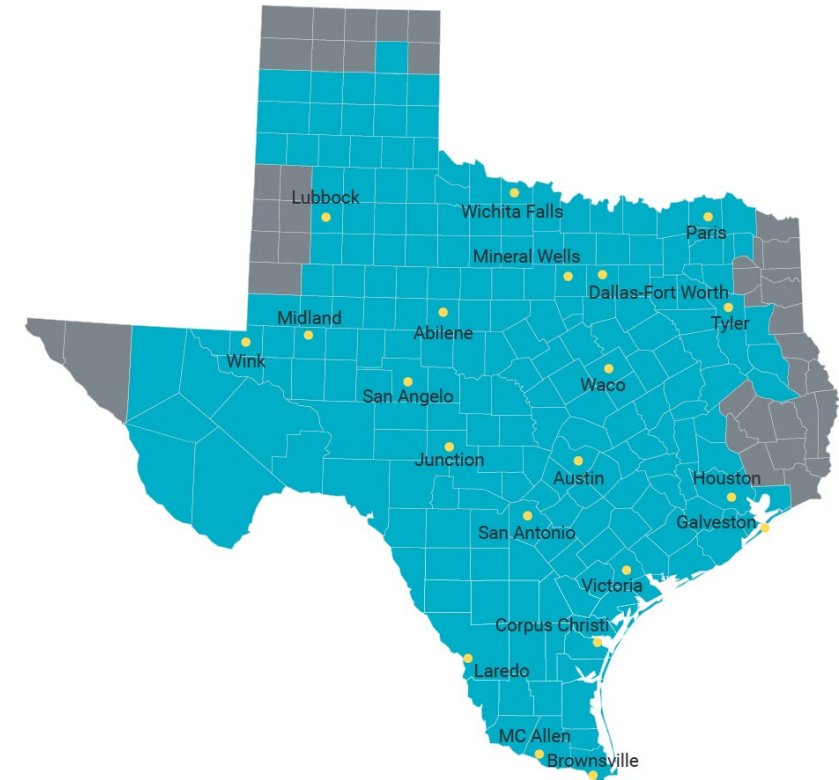 Lubbock
Wichita Falls
Paris
Mineral Wells
Dallas-Fort Worth
Midland
Abilene
Tyler
Wink
San Angelo
Waco
Junction
Austin
Houston
San Antonio
Galveston
Victoria
Corpus Christi
Laredo
MC Allen
Brownsville